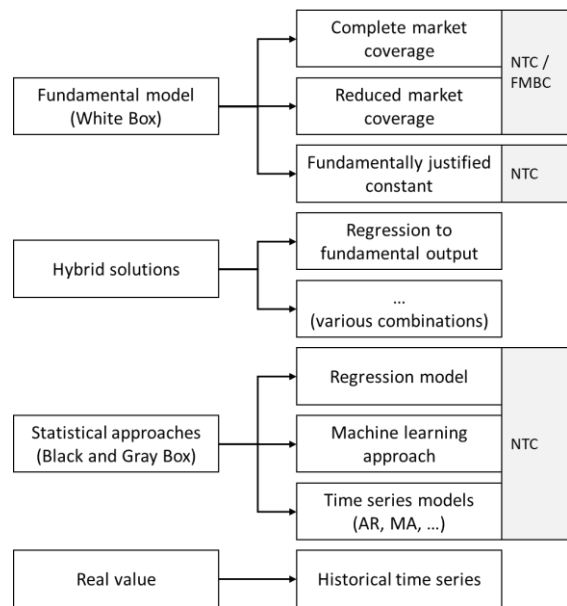 Complete market
coverage
NTC /
FMBC
Fundamental model
(White Box)
Reduced market
coverage
Fundamentally justified
constant
NTC
Regression to
fundamental output
Hybrid solutions
...
(various combinations)
Regression model
Statistical approaches
(Black and Gray Box)
Machine learning
approach
NTC
Time series models
(AR, MA, ...)
Real value
Historical time series